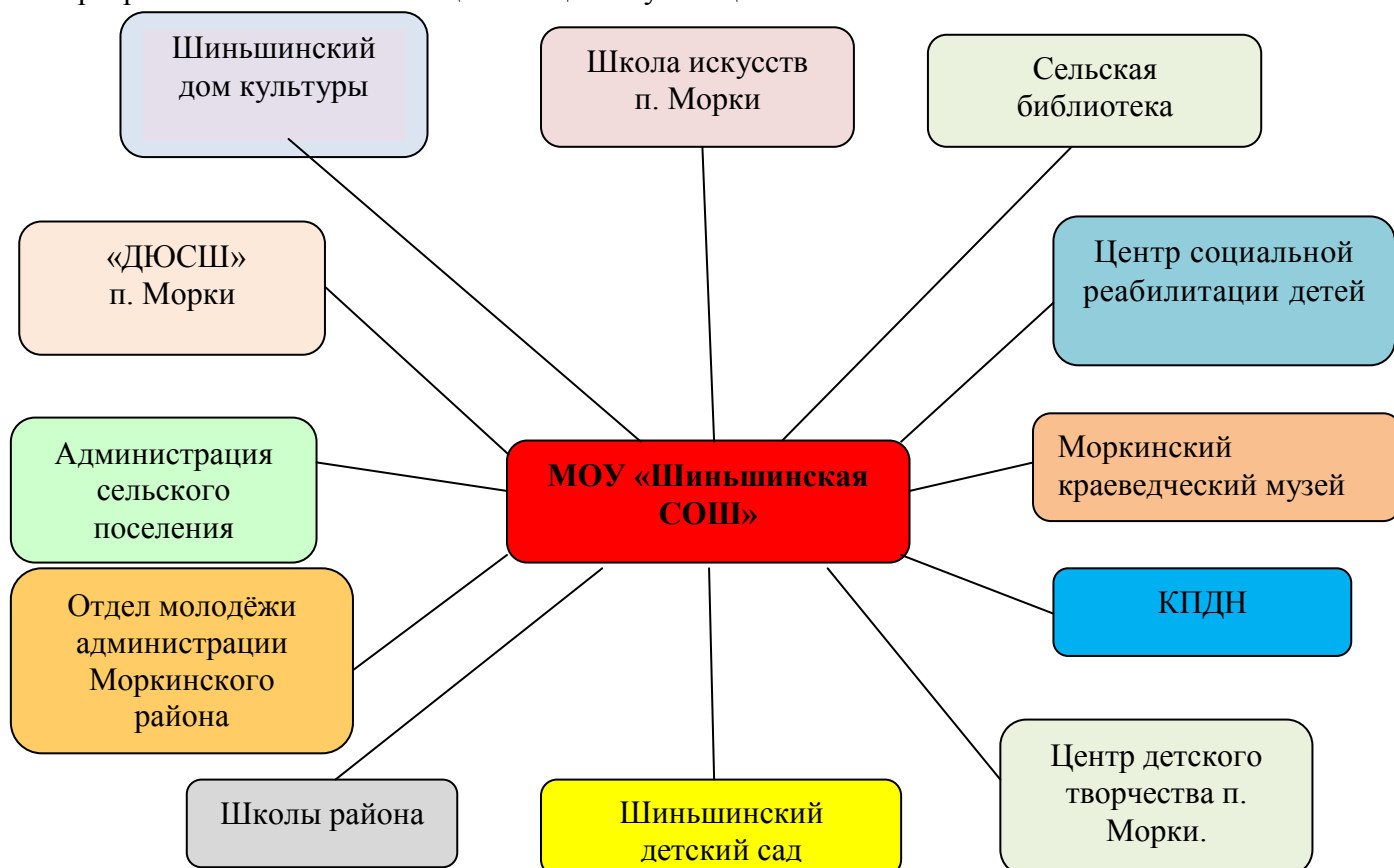 Шиньшинский
дом культуры
Школа искусств
п. Морки
Сельская
библиотека
«ДЮСШ»
п. Морки
Центр социальной
реабилитации детей
Администрация
сельского
поселения
МОУ «Шиньшинская
СОШ»
Моркинский
краеведческий музей
Отдел молодёжи
администрации
Моркинского
района
КПДН
Школы района
Шиньшинский
детский сад
Центр детского
творчества п.
Морки.